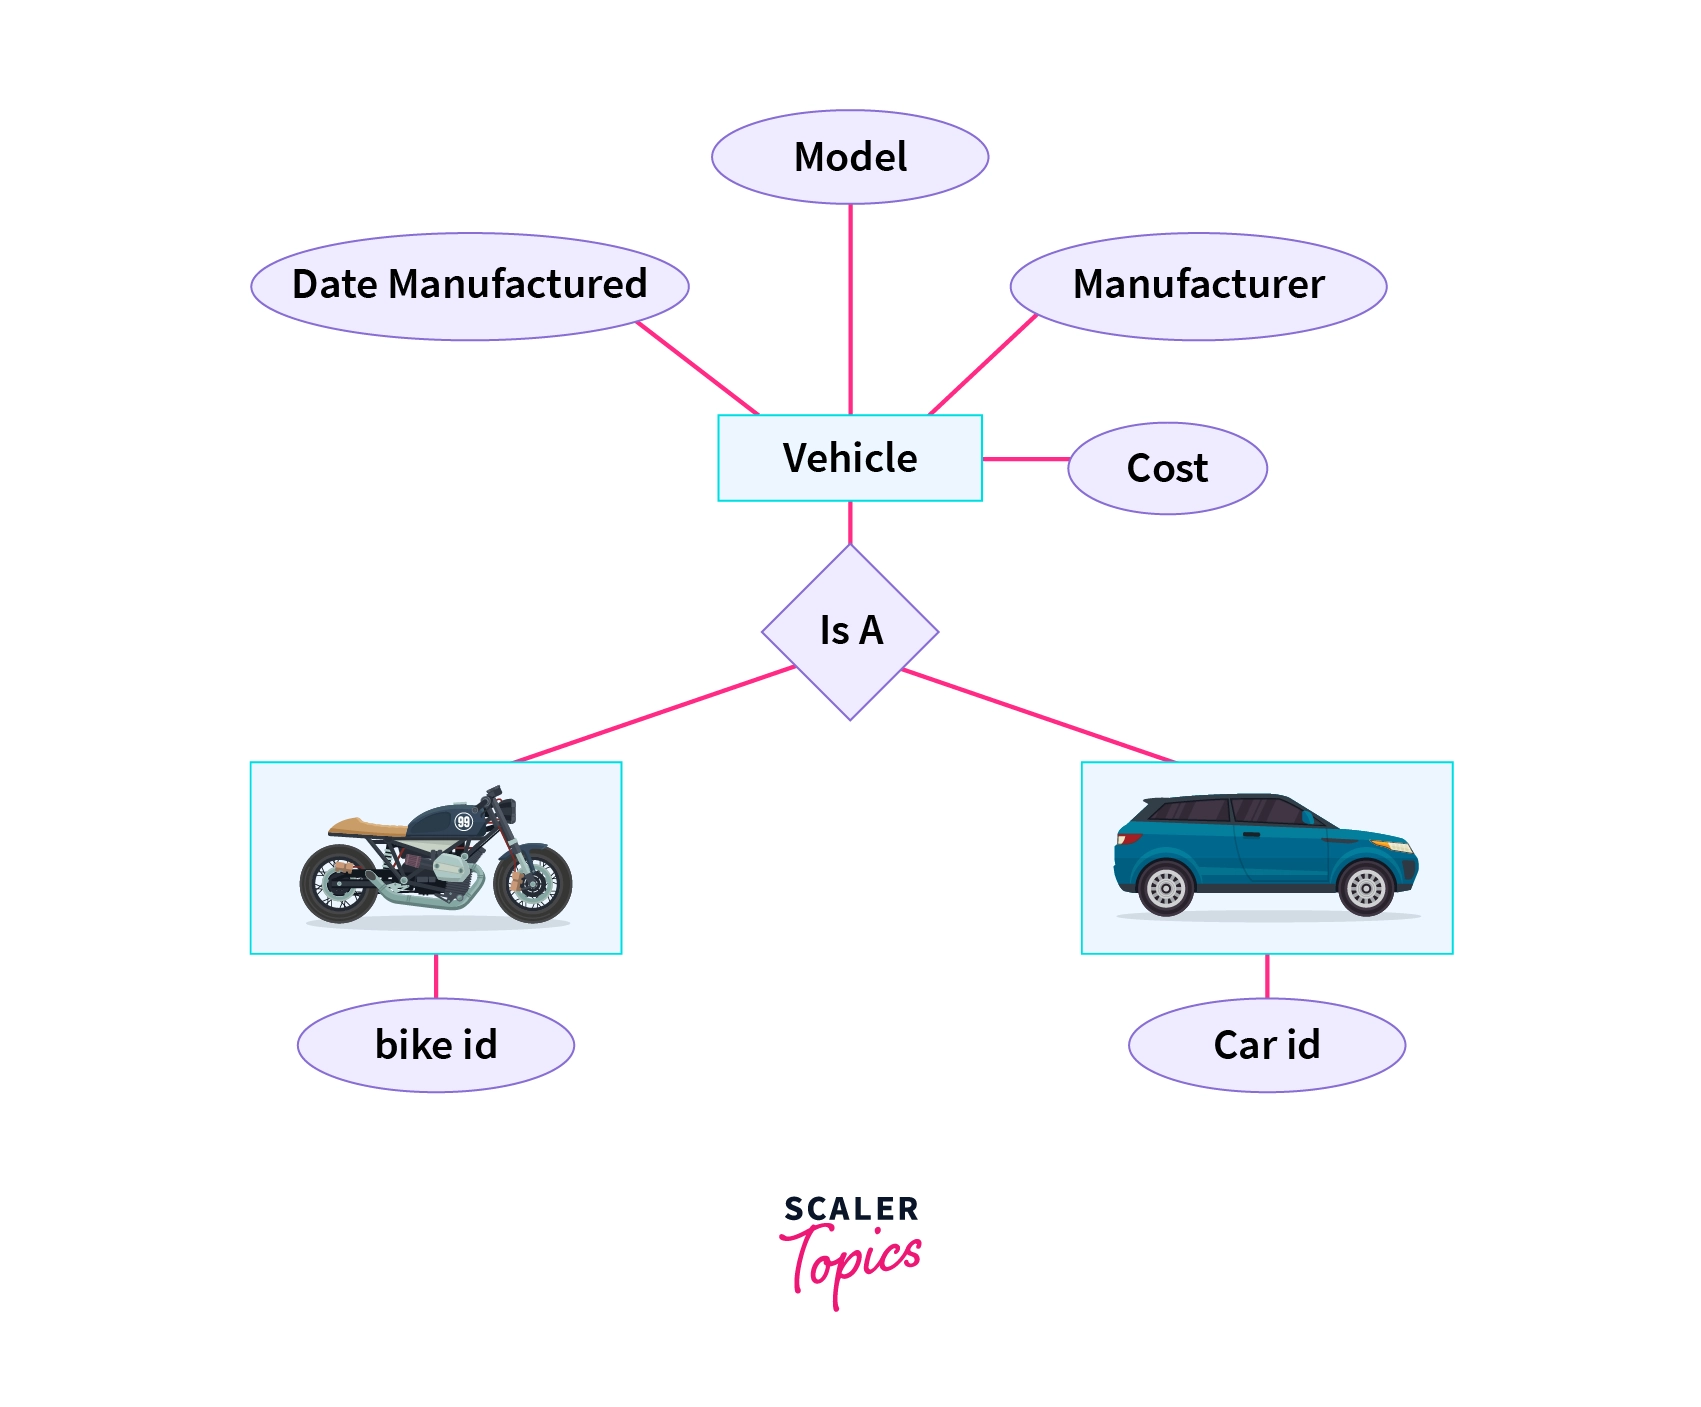 Model
Date Manufactured
Manufacturer
Vehicle
Cost
Is A
99
bike id
Car id
SCALER
Topics